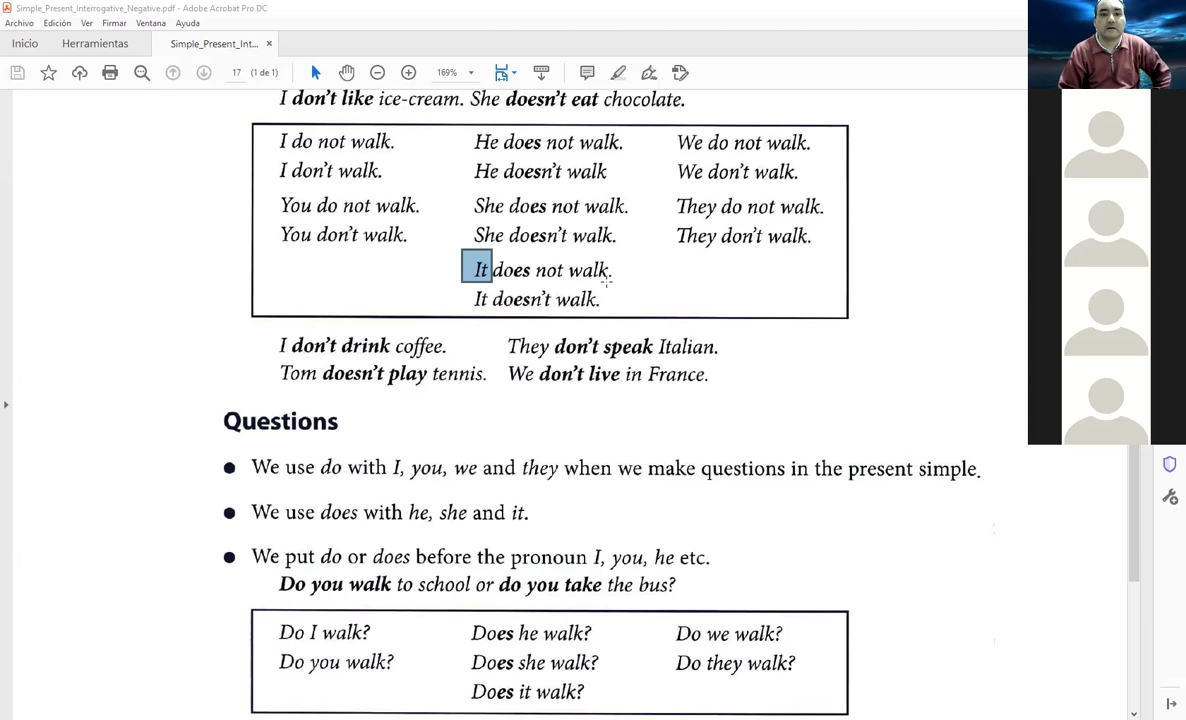 Simple_Present_Interrogative_Negative.pdf - Adobe Acrobat Pro DC
Archivo Edición Ver Firmar Ventana Ayuda
Inicio Herramientas Simple_Present_Int... ×
17 (1 de 1) 169%
I don't like ice-cream. She doesn't eat chocolate.
I do not walk. He does not walk. We do not walk.
I don't walk. He doesn't walk We don't walk.
You do not walk. She does not walk. They do not walk.
You don't walk. She doesn't walk. They don't walk.
It does not walk.
It doesn't walk.
I don't drink coffee. They don't speak Italian.
Tom doesn't play tennis. We don't live in France.
Questions
● We use do with I, you, we and they when we make questions in the present simple.
● We use does with he, she and it.
● We put do or does before the pronoun I, you, he etc.
Do you walk to school or do you take the bus?
Do I walk? Does he walk? Do we walk?
Do you walk? Does she walk? Do they walk?
Does it walk?